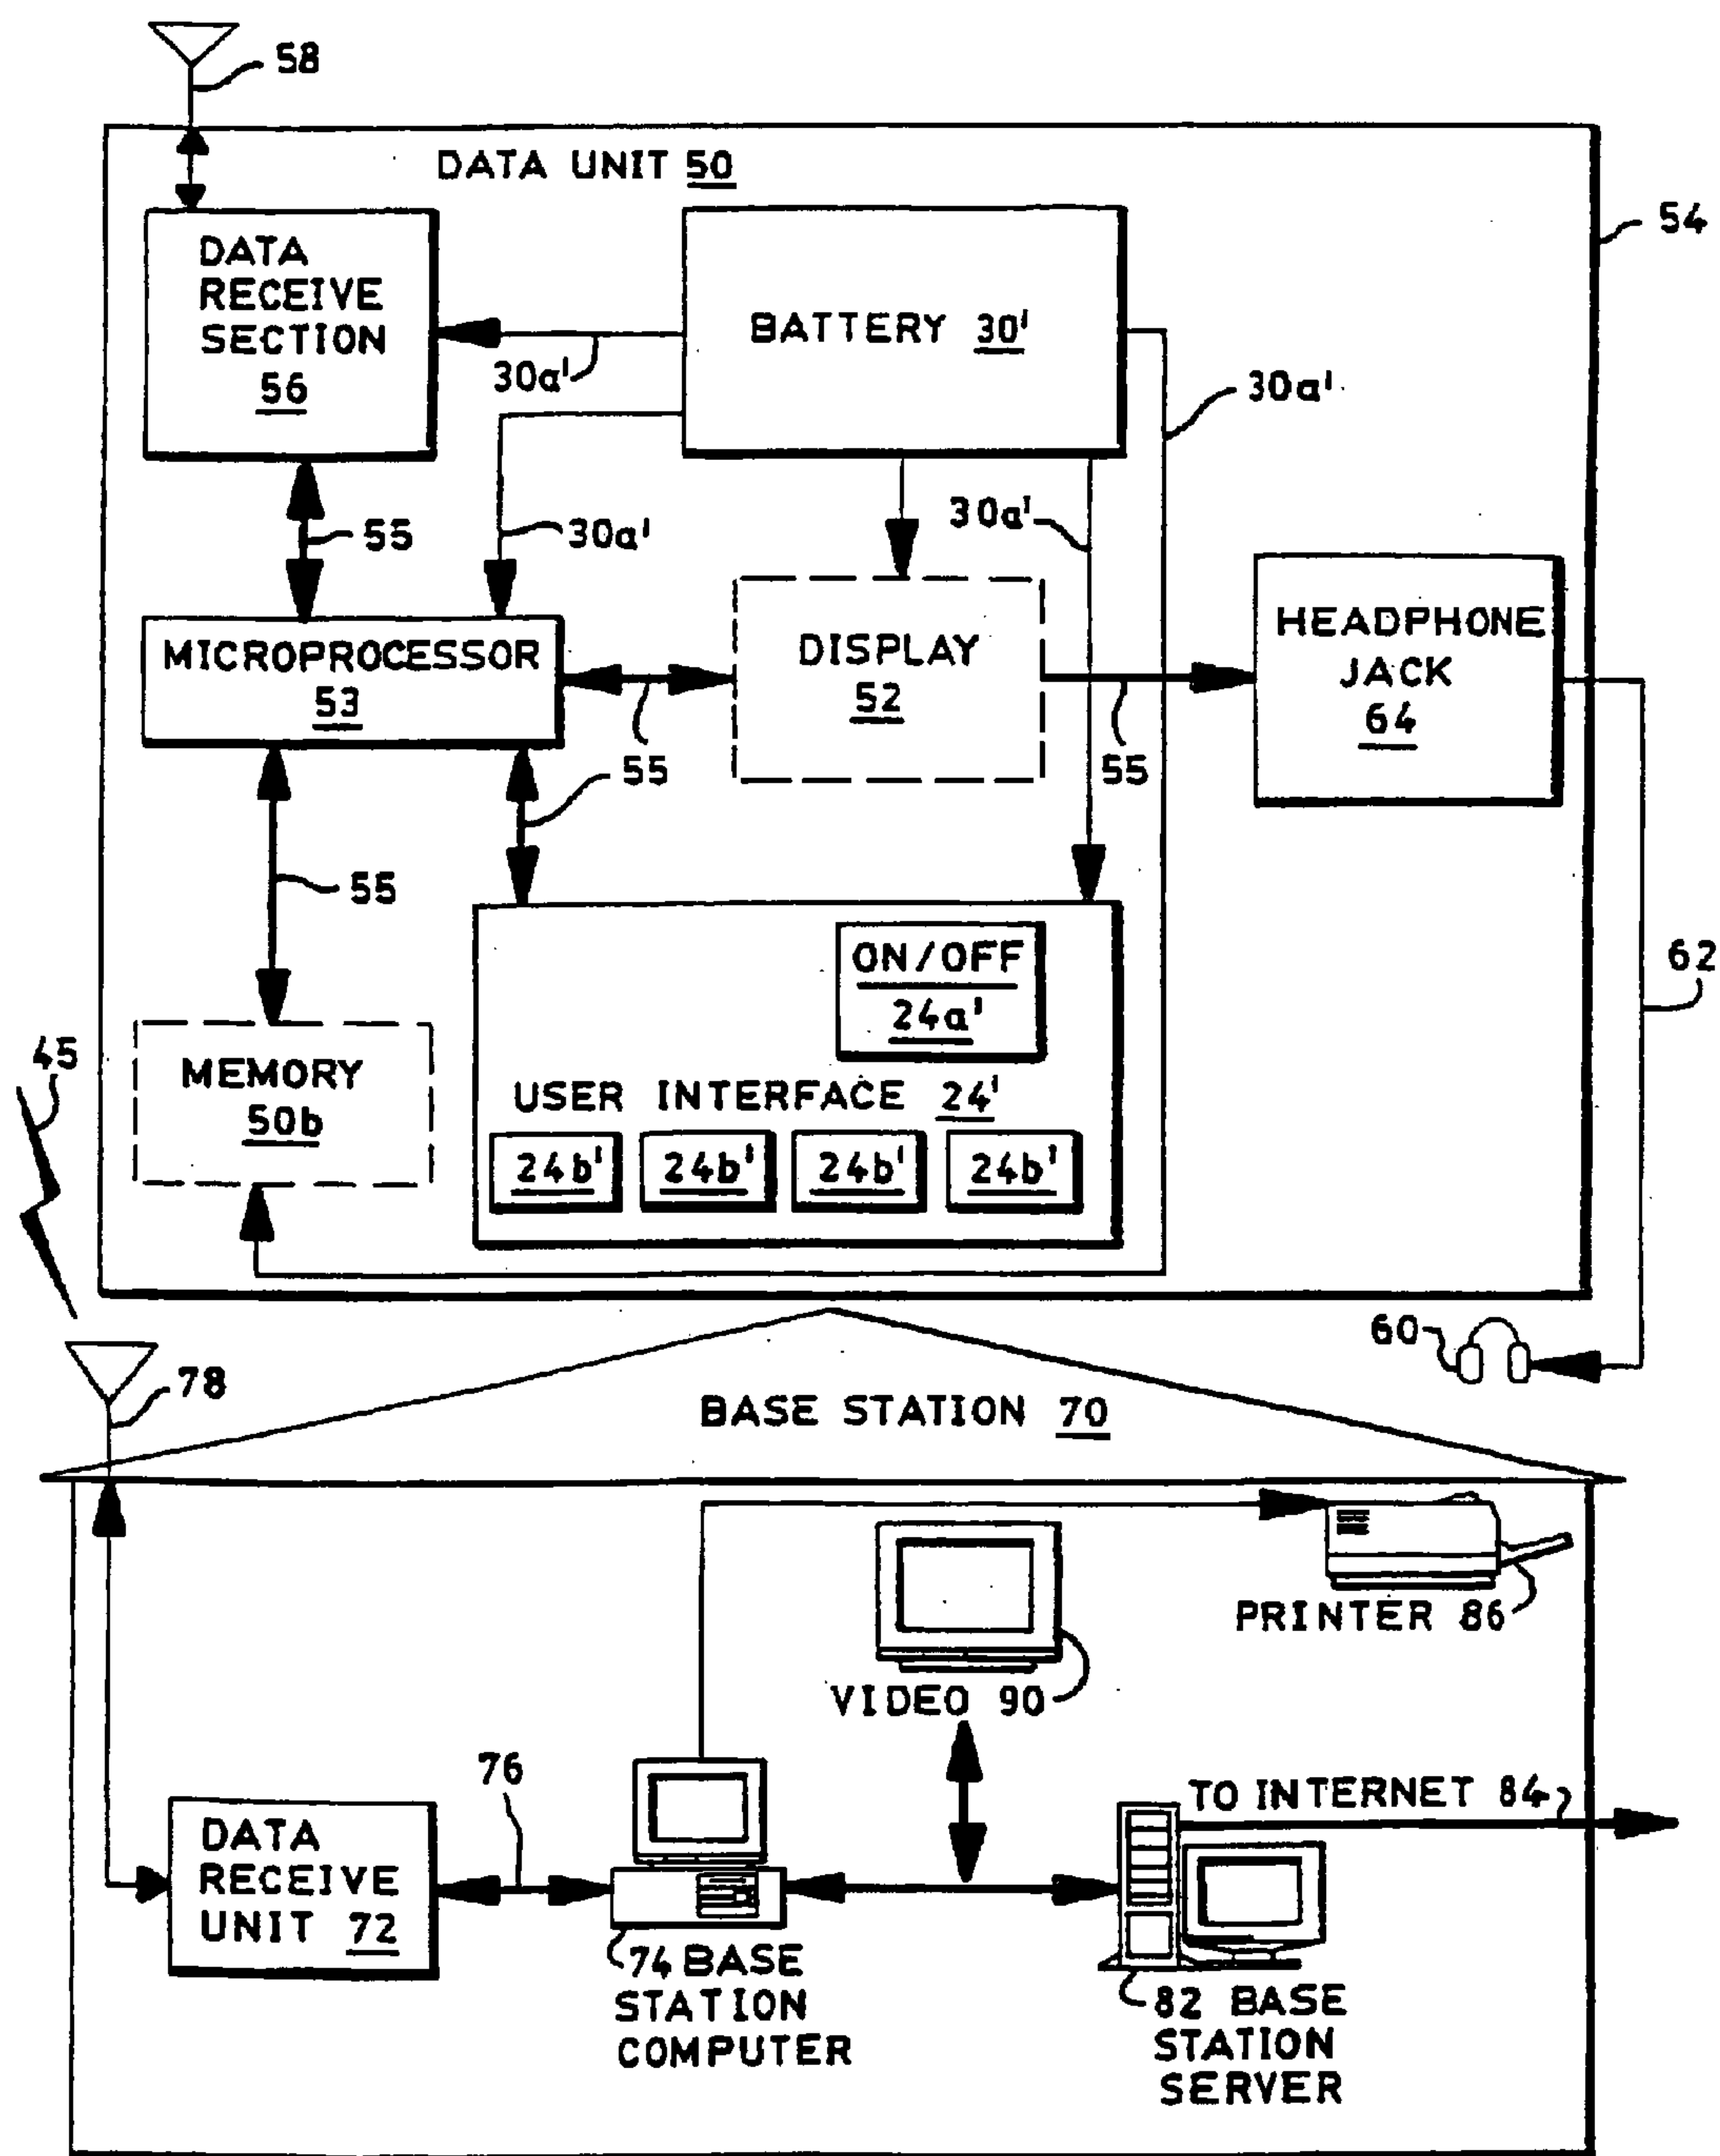 58
DATA UNIT 50
54
DATA
RECEIVE
SECTION
56
BATTERY 30'
30a'
30a'
55
30a'
30a'
MICROPROCESSOR
53
DISPLAY
52
HEADPHONE
JACK
64
55
55
55
55
ON/OFF
24a'
62
45
MEMORY
50b
USER INTERFACE 24'
24b' 24b' 24b' 24b'
60
78
BASE STATION 70
PRINTER 86
VIDEO 90
76
TO INTERNET 84
DATA
RECEIVE
UNIT 72
74 BASE
STATION
COMPUTER
82 BASE
STATION
SERVER